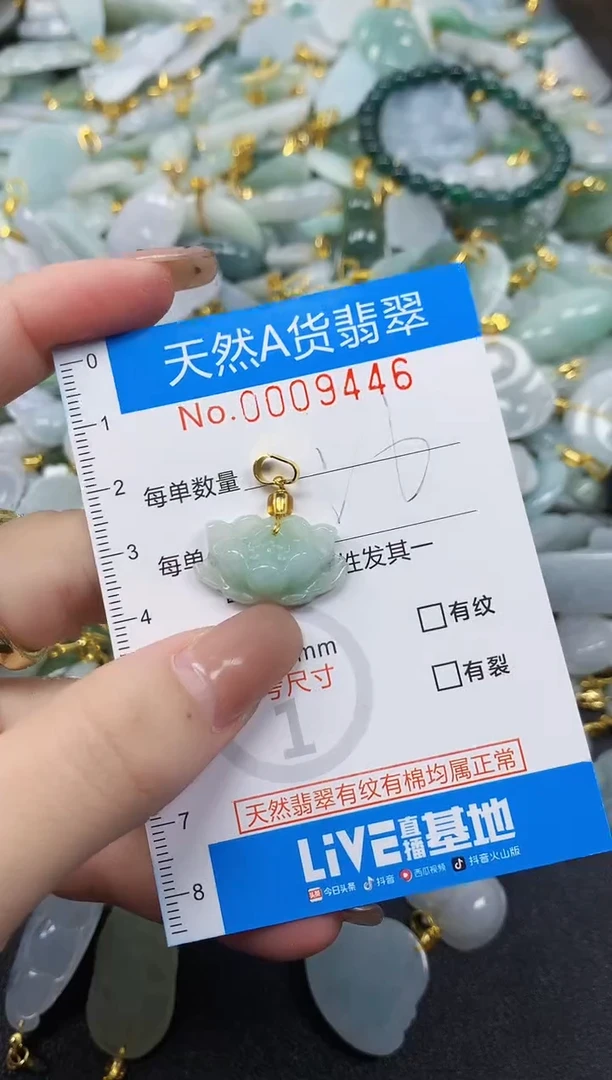 天然A货翡翠
No.0009446
0
1
2
3
4
7
8
每单数量
每单
性发其一
有纹
mm
号尺寸
有裂
1
天然翡翠有纹有棉均属正常
LiVE直播基地
头条 今日头条 抖音 西瓜视频 抖音火山版